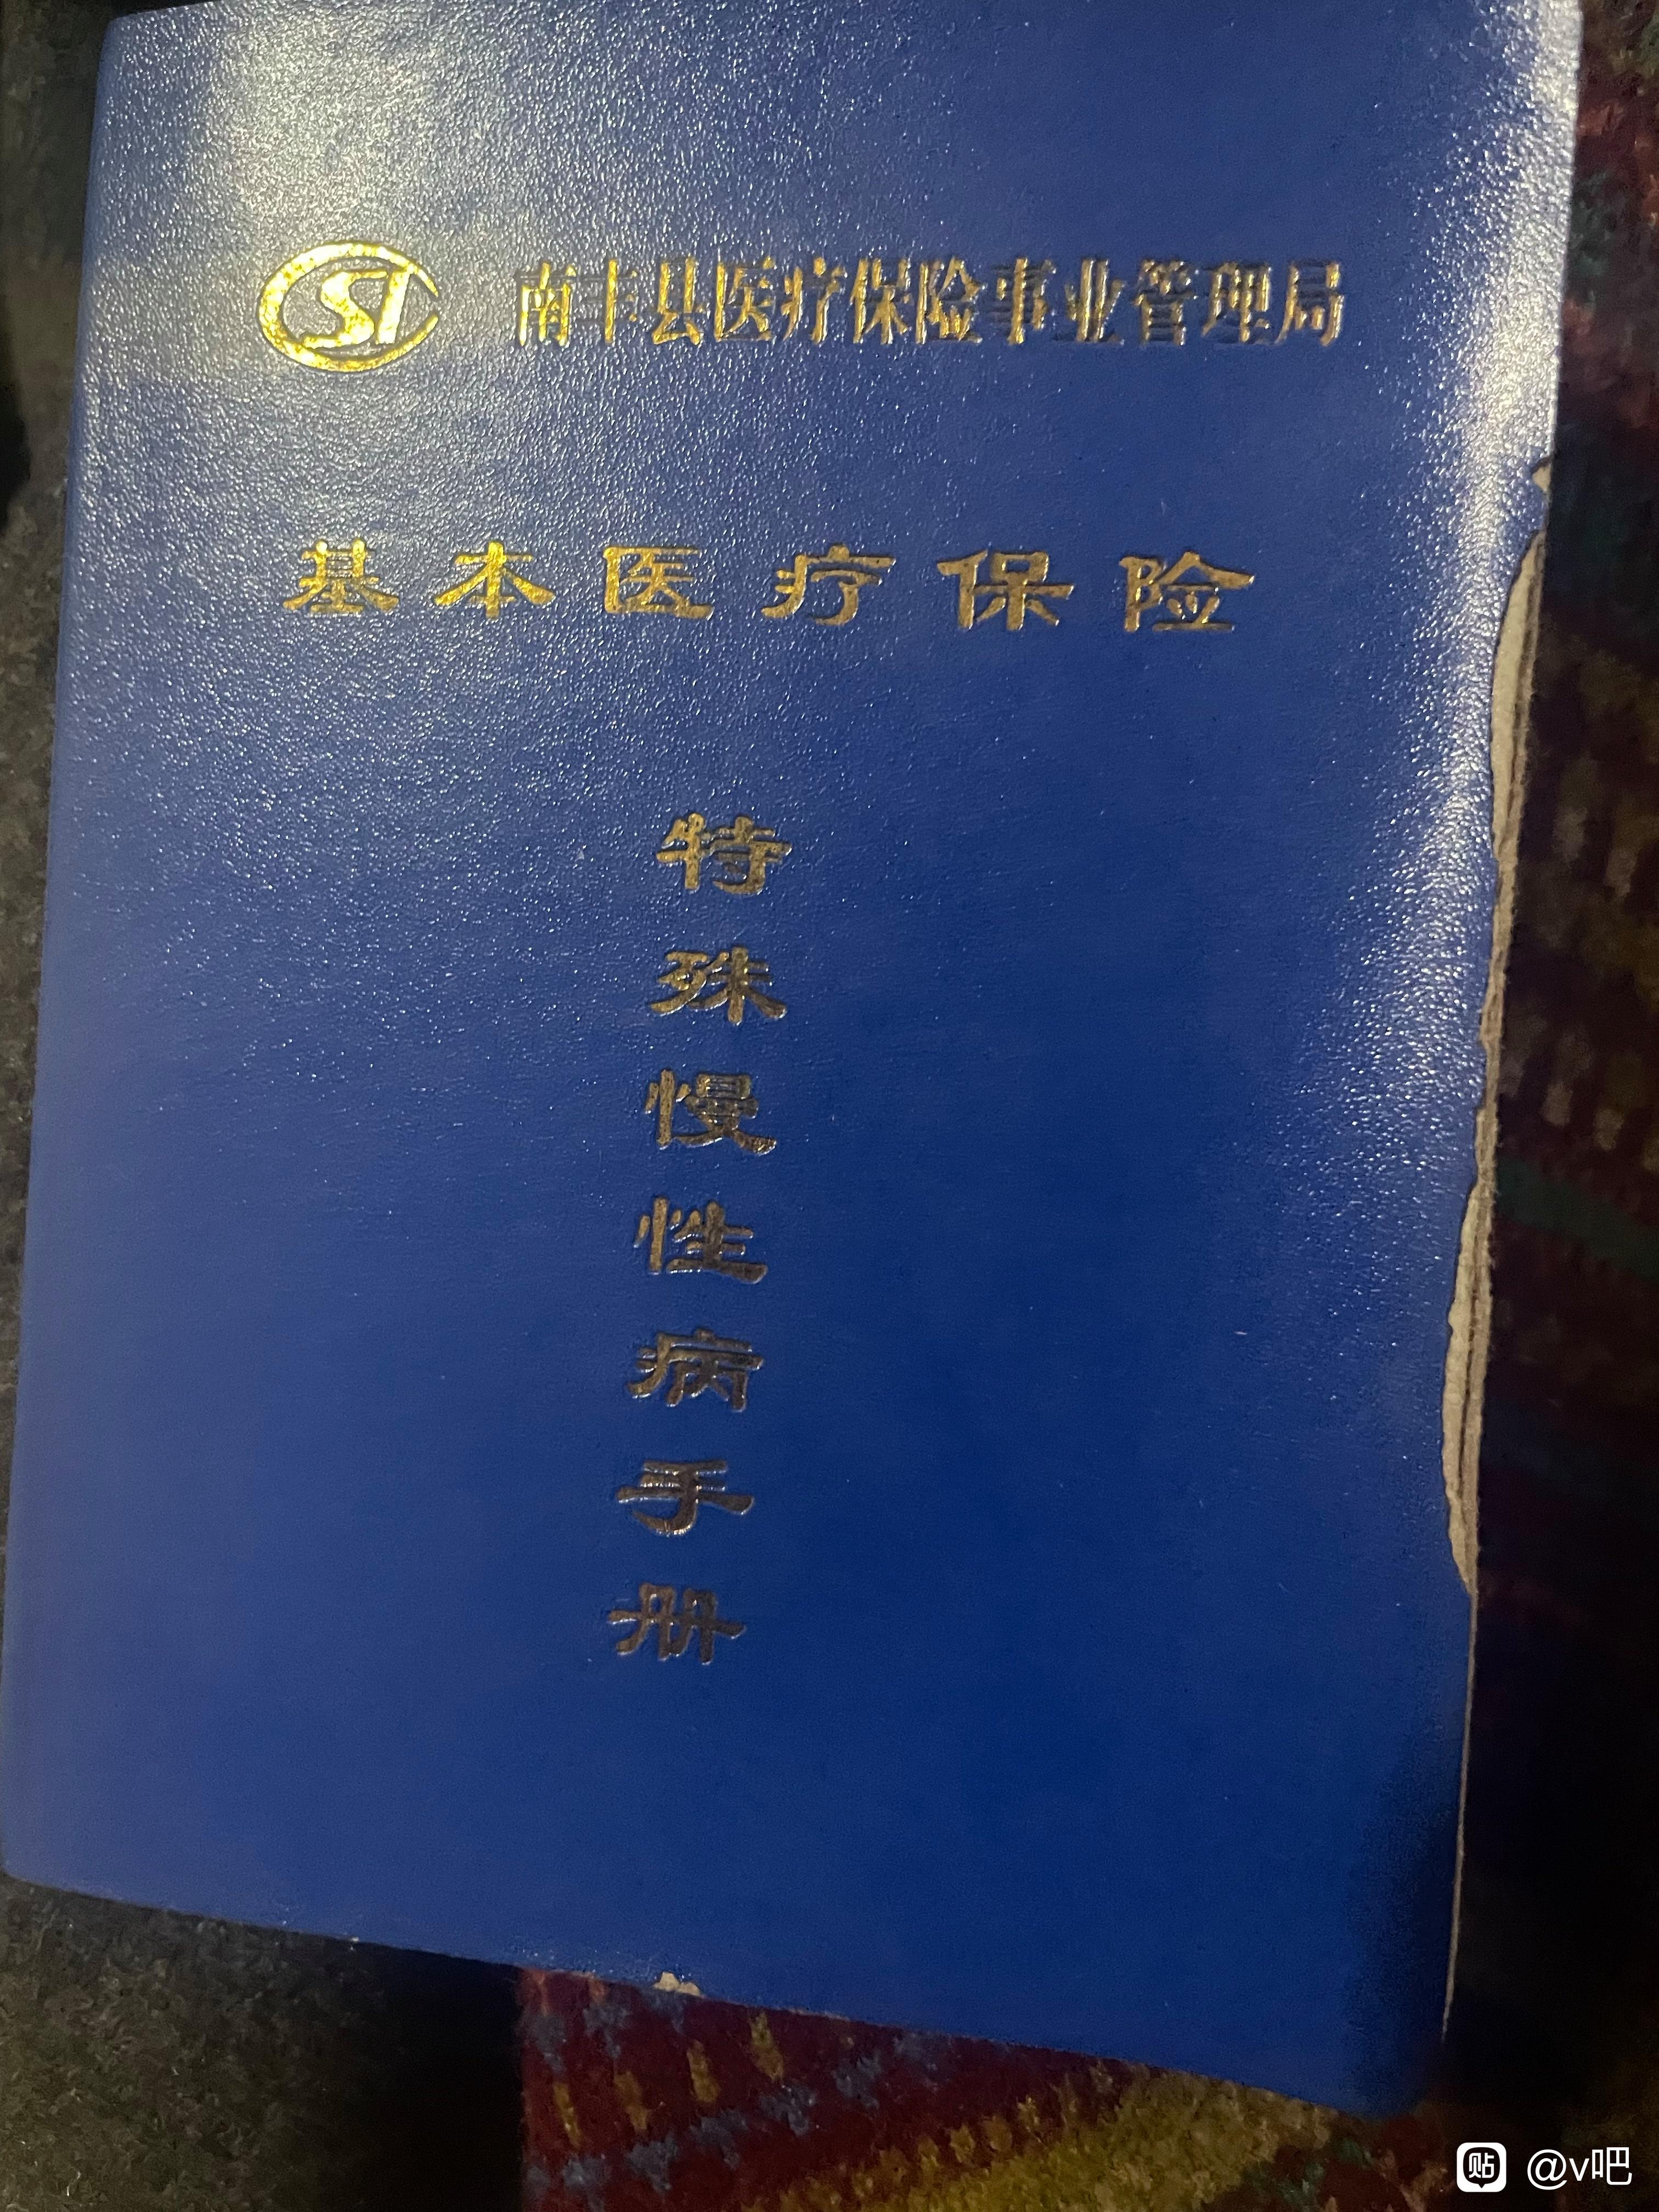 SI 南丰县医疗保险事业管理局
基本医疗保险
特殊慢性病手册
贴 @v吧